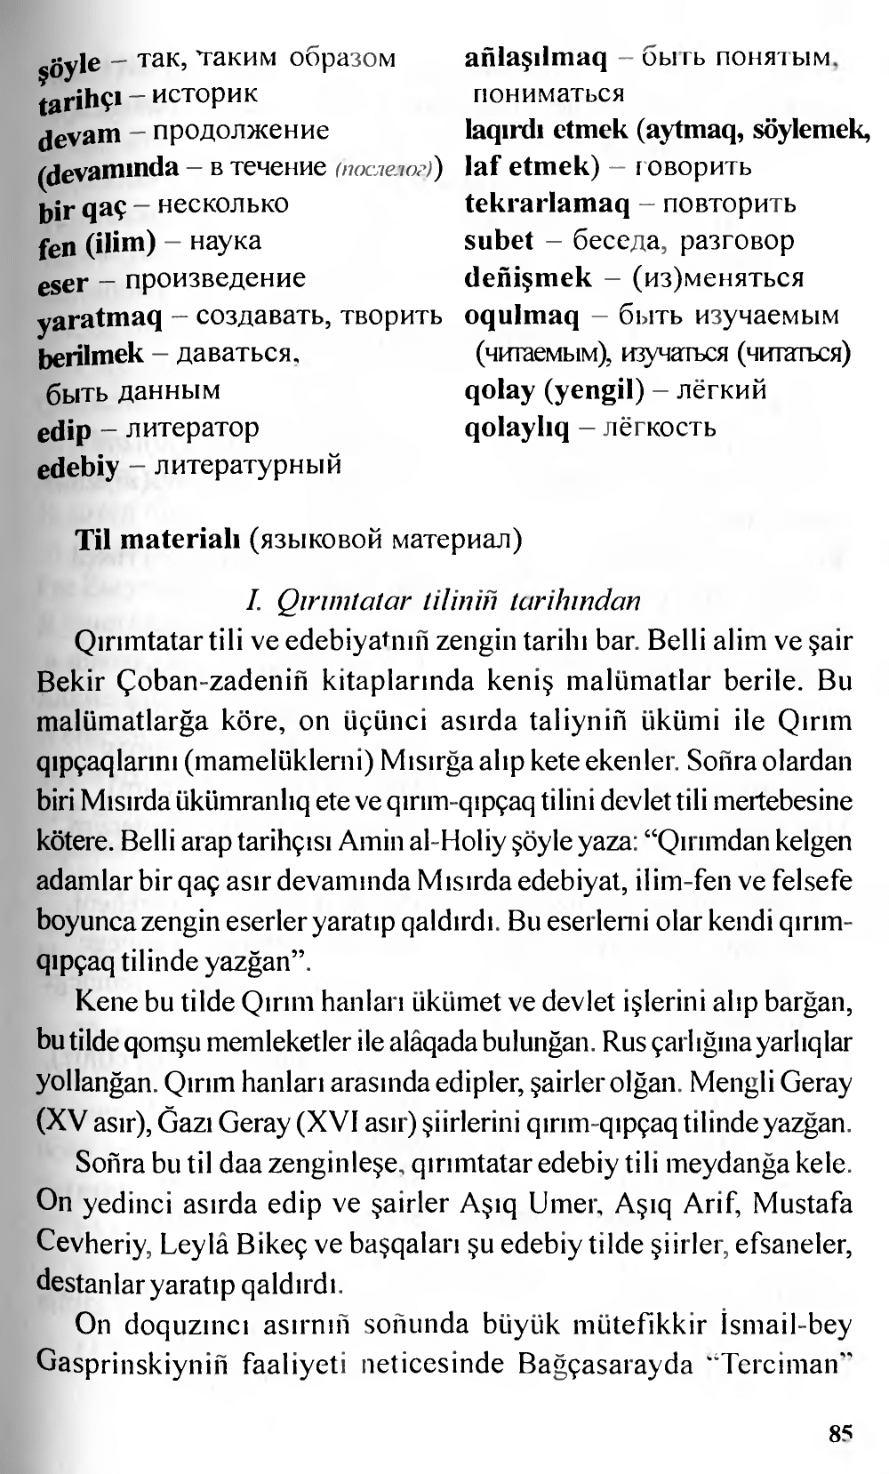 şöyle – так, таким образом
tarihçı – историк
devam – продолжение
(devamında – в течение (послелог))
bir qaç – несколько
fen (ilim) – наука
eser – произведение
yaratmaq – создавать, творить
berilmek – даваться,
быть данным
edip – литератор
edebiy – литературный
añlaşılmaq – быть понятым,
пониматься
laqırdı etmek (aytmaq, söylemek,
laf etmek) – говорить
tekrarlamaq – повторить
subet – беседа, разговор
deñişmek – (из)меняться
oqulmaq – быть изучаемым
(читаемым), изучаться (читаться)
qolay (yengil) – лёгкий
qolaylıq – лёгкость
Til materialı (языковой материал)
I. Qırımtatar tiliniñ tarihından
Qırımtatar tili ve edebiyatnıñ zengin tarihı bar. Belli alim ve şair
Bekir Çoban-zadeniñ kitaplarında keniş malümatlar berile. Bu
malümatlarğa köre, on üçünci asırda taliyniñ ükümi ile Qırım
qıpçaqlarını (mamelüklerni) Mısırğa alıp kete ekenler. Soñra olardan
biri Mısırda ükümranlıq ete ve qırım-qıpçaq tilini devlet tili mertebesine
kötere. Belli arap tarihçısı Amin al-Holiy şöyle yaza: “Qırımdan kelgen
adamlar bir qaç asır devamında Mısırda edebiyat, ilim-fen ve felsefe
boyunca zengin eserler yaratıp qaldırdı. Bu eserlerni olar kendi qırım-
qıpçaq tilinde yazğan”.
Kene bu tilde Qırım hanları ükümet ve devlet işlerini alıp barğan,
bu tilde qomşu memleketler ile alâqada bulunğan. Rus çarlığına yarlıqlar
yollanğan. Qırım hanları arasında edipler, şairler olğan. Mengli Geray
(XV asır), Ğazı Geray (XVI asır) şiirlerini qırım-qıpçaq tilinde yazğan.
Soñra bu til daa zenginleşe, qırımtatar edebiy tili meydanğa kele.
On yedinci asırda edip ve şairler Aşıq Umer, Aşıq Arif, Mustafa
Cevheriy, Leylâ Bikeç ve başqaları şu edebiy tilde şiirler, efsaneler,
destanlar yaratıp qaldırdı.
On doquzıncı asırnıñ soñunda büyük mütefikkir İsmail-bey
Gasprinskiyniñ faaliyeti neticesinde Bağçasarayda “Terciman”
85